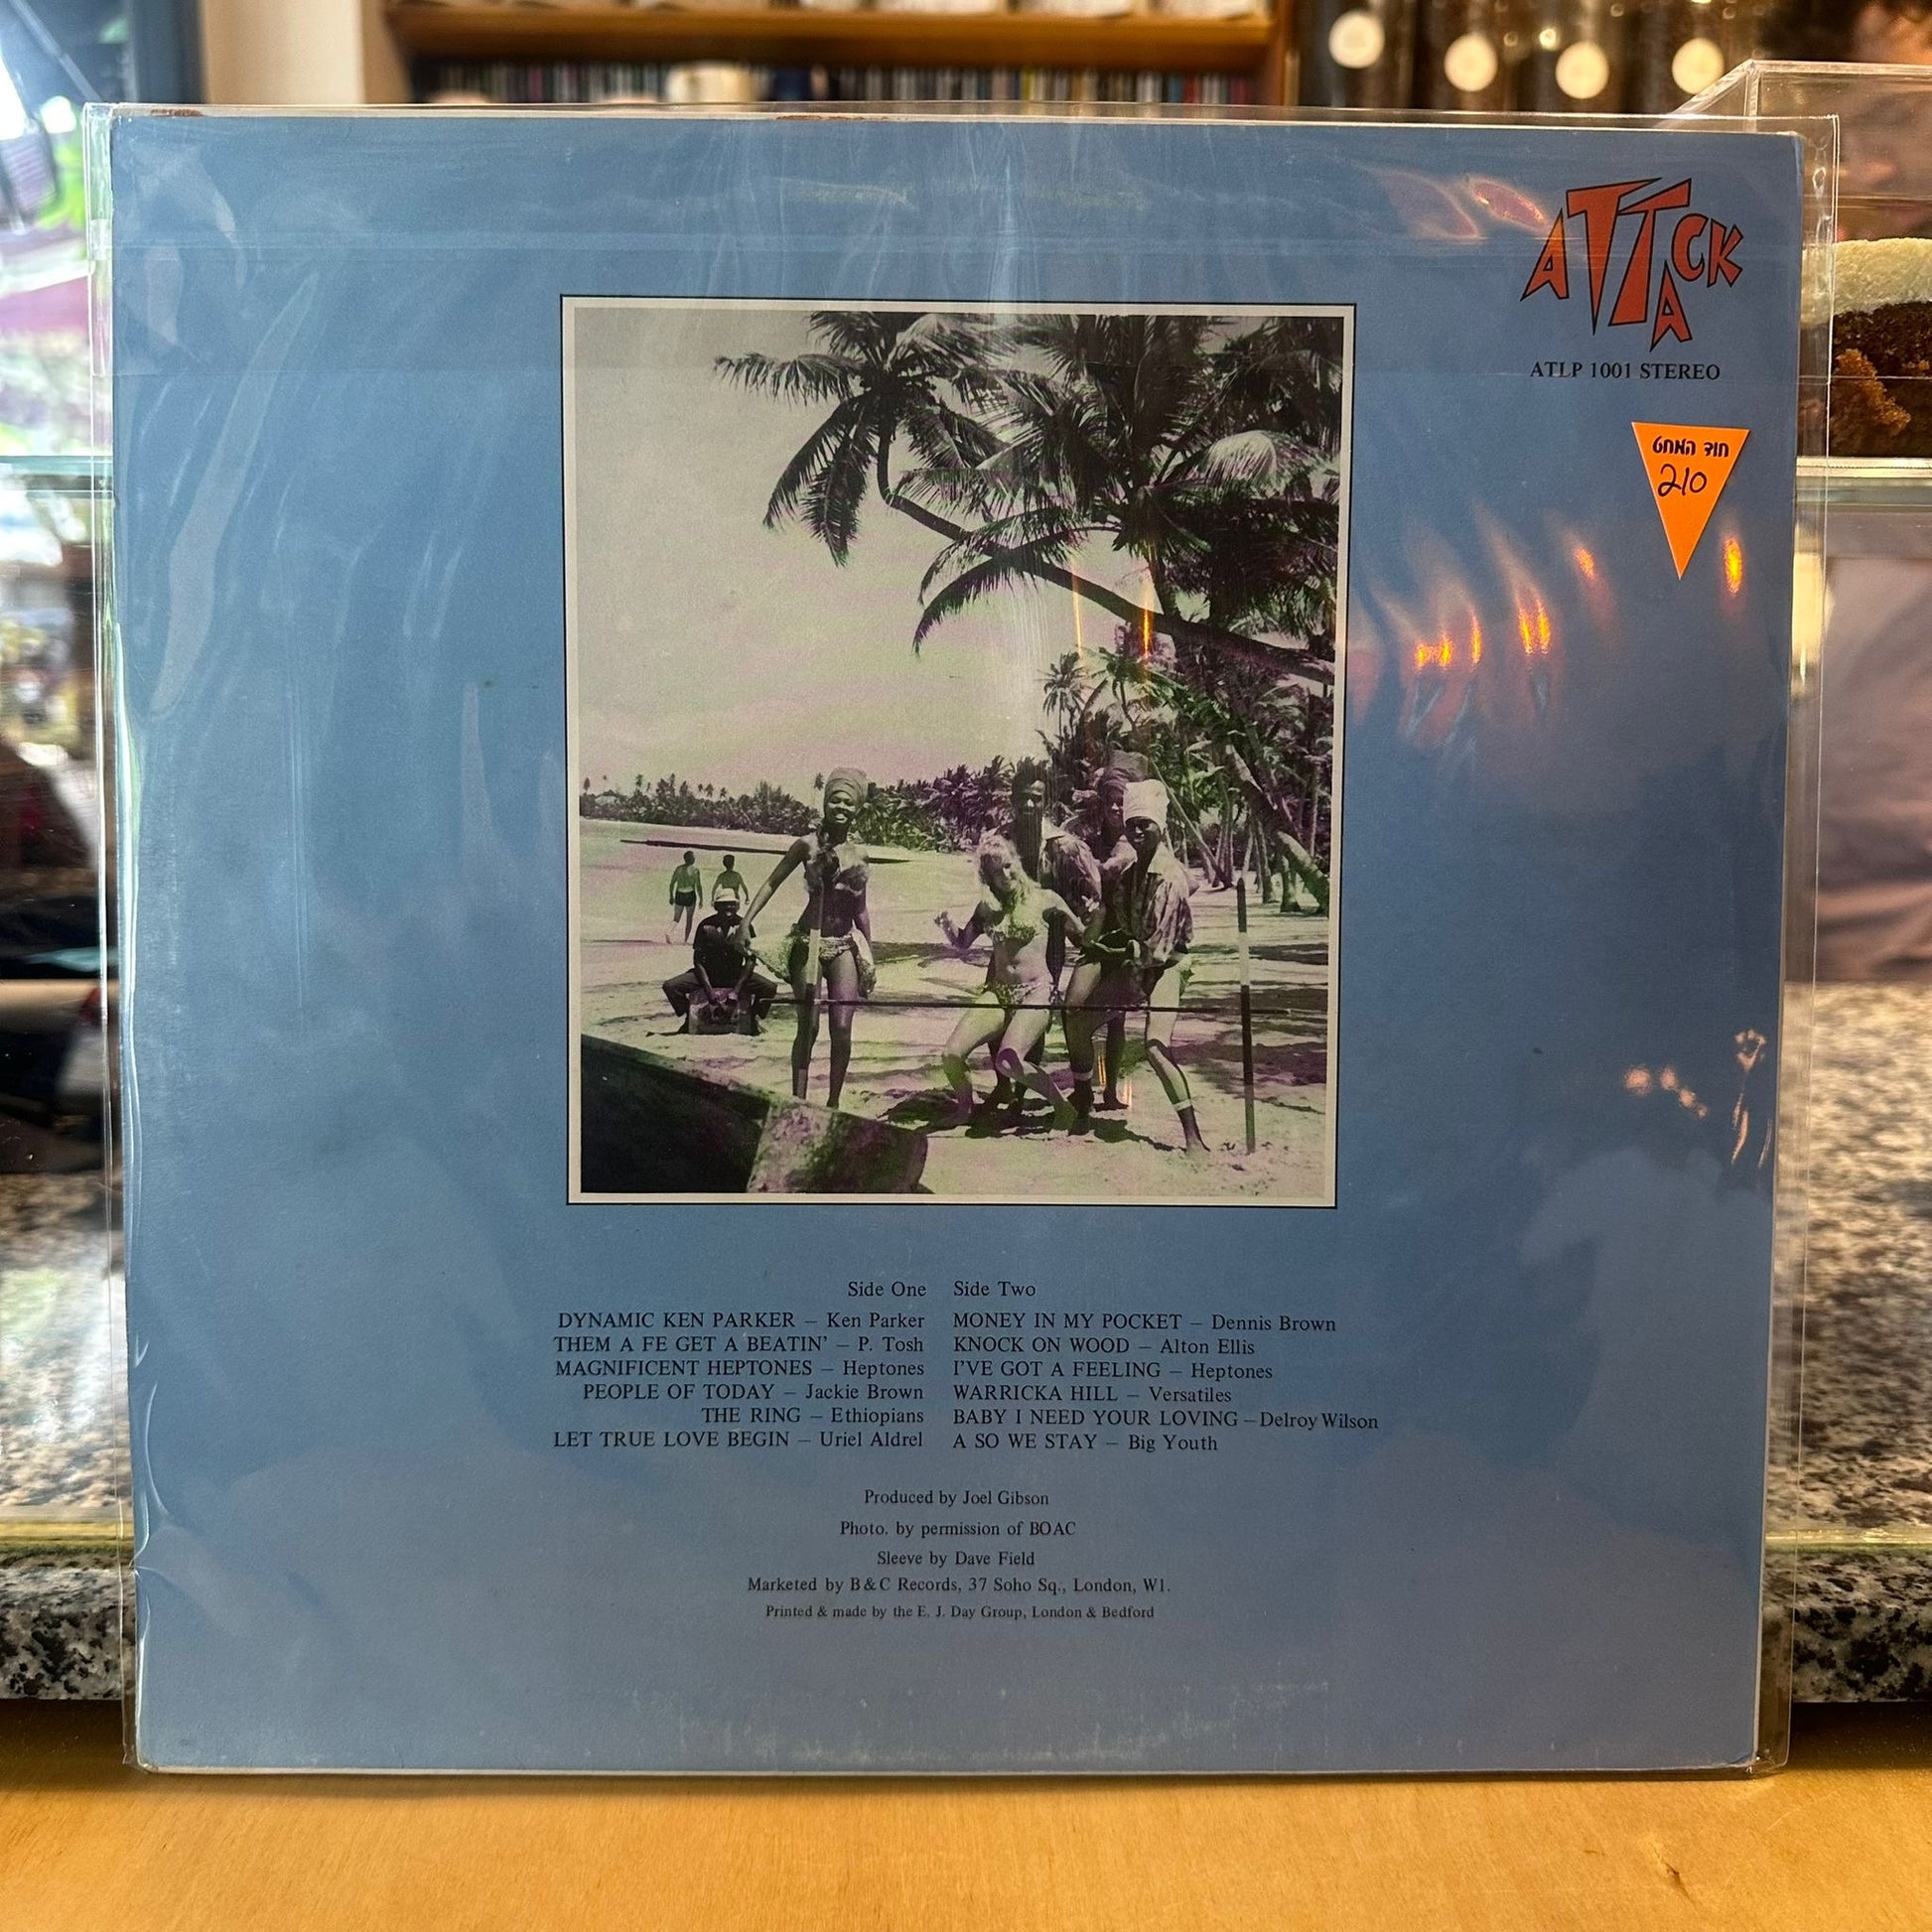 ATTACK
ATLP 1001 STEREO
חוד המחט
210
Side One
DYNAMIC KEN PARKER – Ken Parker
THEM A FE GET A BEATIN' – P. Tosh
MAGNIFICENT HEPTONES – Heptones
PEOPLE OF TODAY – Jackie Brown
THE RING – Ethiopians
LET TRUE LOVE BEGIN – Uriel Aldrel
Side Two
MONEY IN MY POCKET – Dennis Brown
KNOCK ON WOOD – Alton Ellis
I'VE GOT A FEELING – Heptones
WARRICKA HILL – Versatiles
BABY I NEED YOUR LOVING – Delroy Wilson
A SO WE STAY – Big Youth
Produced by Joel Gibson
Photo. by permission of BOAC
Sleeve by Dave Field
Marketed by B & C Records, 37 Soho Sq., London, W1.
Printed & made by the E. J. Day Group, London & Bedford